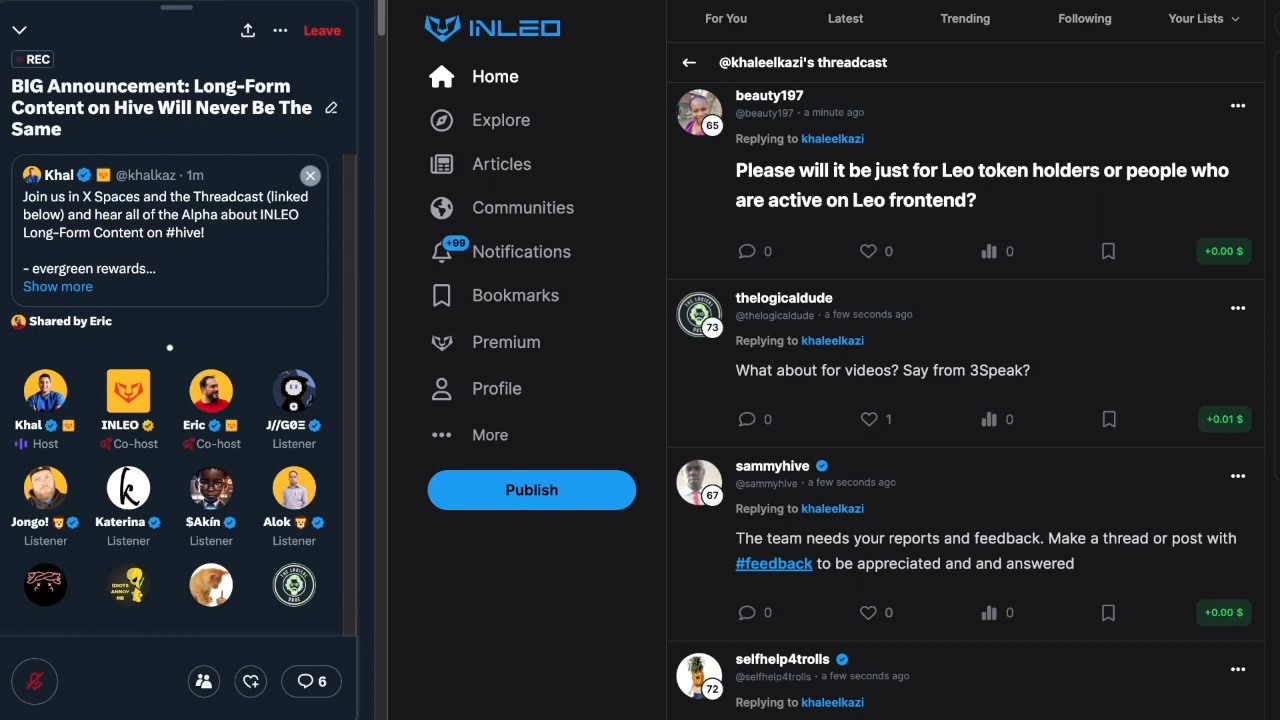 Leave
REC
BIG Announcement: Long-Form
Content on Hive Will Never Be The
Same
Khal @khalkaz · 1m
Join us in X Spaces and the Threadcast (linked
below) and hear all of the Alpha about INLEO
Long-Form Content on #hive!
- evergreen rewards...
Show more
Shared by Eric
Khal INLEO Eric J//GΘΞ
Host Co-host Co-host Listener
Jongo! Katerina $Akín Alok
Listener Listener Listener Listener
IDIOTS
ANNOY
ME
6
INLEO
Home
Explore
Articles
Communities
+99
Notifications
Bookmarks
Premium
Profile
More
Publish
For You Latest Trending Following Your Lists
@khaleelkazi's threadcast
beauty197
65
@beauty197 · a minute ago
Replying to khaleelkazi
Please will it be just for Leo token holders or people who
are active on Leo frontend?
0 0 0 +0.00 $
thelogicaldude
73
@thelogicaldude · a few seconds ago
Replying to khaleelkazi
What about for videos? Say from 3Speak?
0 1 0 +0.01 $
sammyhive
67
@sammyhive · a few seconds ago
Replying to khaleelkazi
The team needs your reports and feedback. Make a thread or post with
#feedback to be appreciated and and answered
0 0 0 +0.00 $
selfhelp4trolls
72
@selfhelp4trolls · a few seconds ago
Replying to khaleelkazi